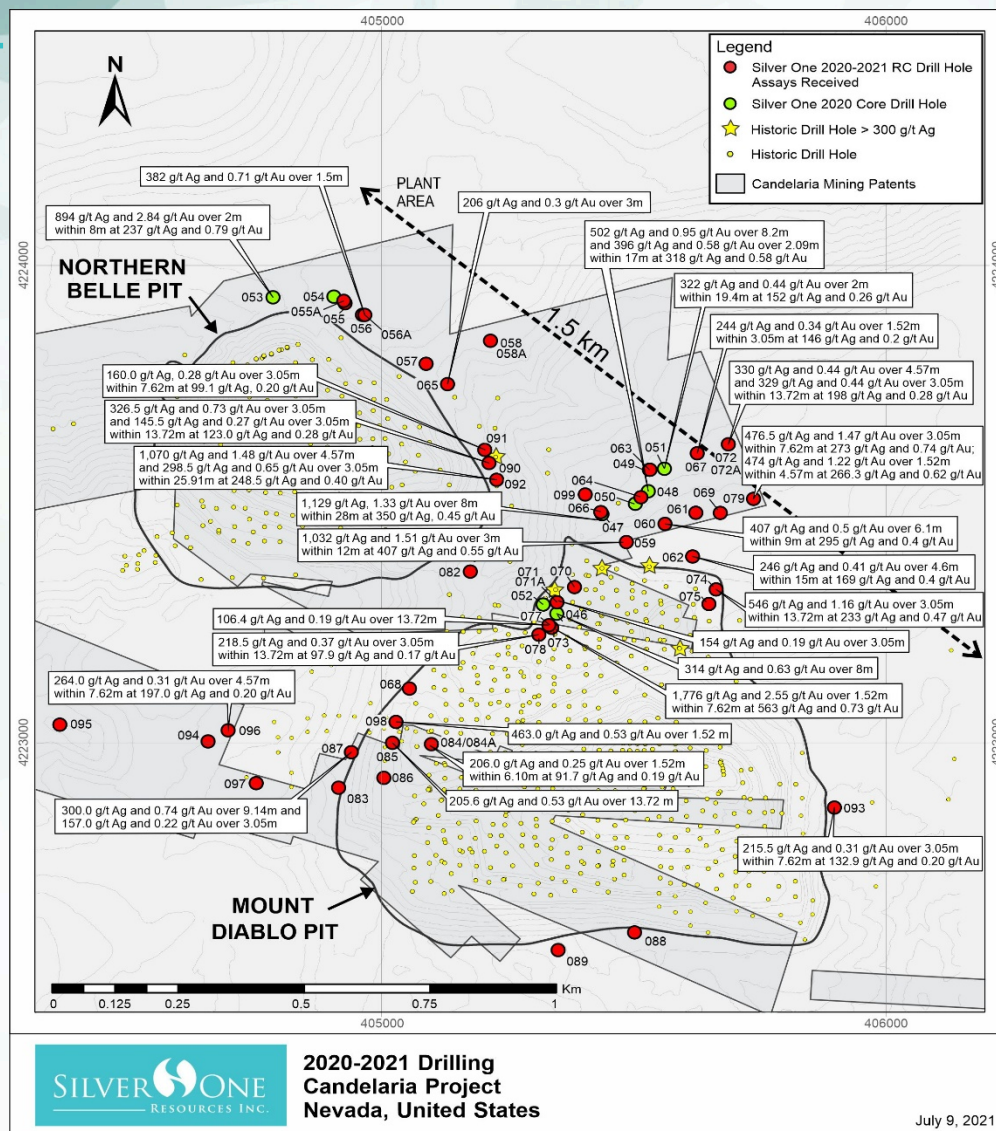 405000
406000
N
Legend
Silver One 2020-2021 RC Drill Hole
Assays Received
Silver One 2020 Core Drill Hole
Historic Drill Hole > 300 g/t Ag
Historic Drill Hole
Candelaria Mining Patents
382 g/t Ag and 0.71 g/t Au over 1.5m
PLANT
AREA
206 g/t Ag and 0.3 g/t Au over 3m
894 g/t Ag and 2.84 g/t Au over 2m
within 8m at 237 g/t Ag and 0.79 g/t Au
502 g/t Ag and 0.95 g/t Au over 8.2m
and 396 g/t Ag and 0.58 g/t Au over 2.09m
within 17m at 318 g/t Ag and 0.58 g/t Au
4224000
4224000
NORTHERN
BELLE PIT
053
054
055A
055
056
056A
322 g/t Ag and 0.44 g/t Au over 2m
within 19.4m at 152 g/t Ag and 0.26 g/t Au
1.5 km
244 g/t Ag and 0.34 g/t Au over 1.52m
within 3.05m at 146 g/t Ag and 0.2 g/t Au
058
058A
057
065
330 g/t Ag and 0.44 g/t Au over 4.57m
and 329 g/t Ag and 0.44 g/t Au over 3.05m
within 13.72m at 198 g/t Ag and 0.28 g/t Au
160.0 g/t Ag, 0.28 g/t Au over 3.05m
within 7.62m at 99.1 g/t Ag, 0.20 g/t Au
326.5 g/t Ag and 0.73 g/t Au over 3.05m
and 145.5 g/t Ag and 0.27 g/t Au over 3.05m
within 13.72m at 123.0 g/t Ag and 0.28 g/t Au
476.5 g/t Ag and 1.47 g/t Au over 3.05m
within 7.62m at 273 g/t Ag and 0.74 g/t Au;
474 g/t Ag and 1.22 g/t Au over 1.52m
within 4.57m at 266.3 g/t Ag and 0.62 g/t Au
091
090
092
063
051
049
067
072
072A
1,070 g/t Ag and 1.48 g/t Au over 4.57m
and 298.5 g/t Ag and 0.65 g/t Au over 3.05m
within 25.91m at 248.5 g/t Ag and 0.40 g/t Au
064
099
050
048
069
079
061
066
047
060
059
1,129 g/t Ag, 1.33 g/t Au over 8m
within 28m at 350 g/t Ag, 0.45 g/t Au
407 g/t Ag and 0.5 g/t Au over 6.1m
within 9m at 295 g/t Ag and 0.4 g/t Au
1,032 g/t Ag and 1.51 g/t Au over 3m
within 12m at 407 g/t Ag and 0.55 g/t Au
062
246 g/t Ag and 0.41 g/t Au over 4.6m
within 15m at 169 g/t Ag and 0.4 g/t Au
082
071
071A
070
074
075
052
046
077
073
078
546 g/t Ag and 1.16 g/t Au over 3.05m
within 13.72m at 233 g/t Ag and 0.47 g/t Au
106.4 g/t Ag and 0.19 g/t Au over 13.72m
154 g/t Ag and 0.19 g/t Au over 3.05m
218.5 g/t Ag and 0.37 g/t Au over 3.05m
within 13.72m at 97.9 g/t Ag and 0.17 g/t Au
314 g/t Ag and 0.63 g/t Au over 8m
264.0 g/t Ag and 0.31 g/t Au over 4.57m
within 7.62m at 197.0 g/t Ag and 0.20 g/t Au
068
1,776 g/t Ag and 2.55 g/t Au over 1.52m
within 7.62m at 563 g/t Ag and 0.73 g/t Au
095
094
096
098
463.0 g/t Ag and 0.53 g/t Au over 1.52 m
4223000
4223000
087
085
084/084A
206.0 g/t Ag and 0.25 g/t Au over 1.52m
within 6.10m at 91.7 g/t Ag and 0.19 g/t Au
097
083
086
205.6 g/t Ag and 0.53 g/t Au over 13.72 m
093
300.0 g/t Ag and 0.74 g/t Au over 9.14m and
157.0 g/t Ag and 0.22 g/t Au over 3.05m
215.5 g/t Ag and 0.31 g/t Au over 3.05m
within 7.62m at 132.9 g/t Ag and 0.20 g/t Au
MOUNT
DIABLO PIT
088
089
Km
0 0.125 0.25 0.5 0.75 1
405000
406000
SILVER ONE
RESOURCES INC.
2020-2021 Drilling
Candelaria Project
Nevada, United States
July 9, 2021